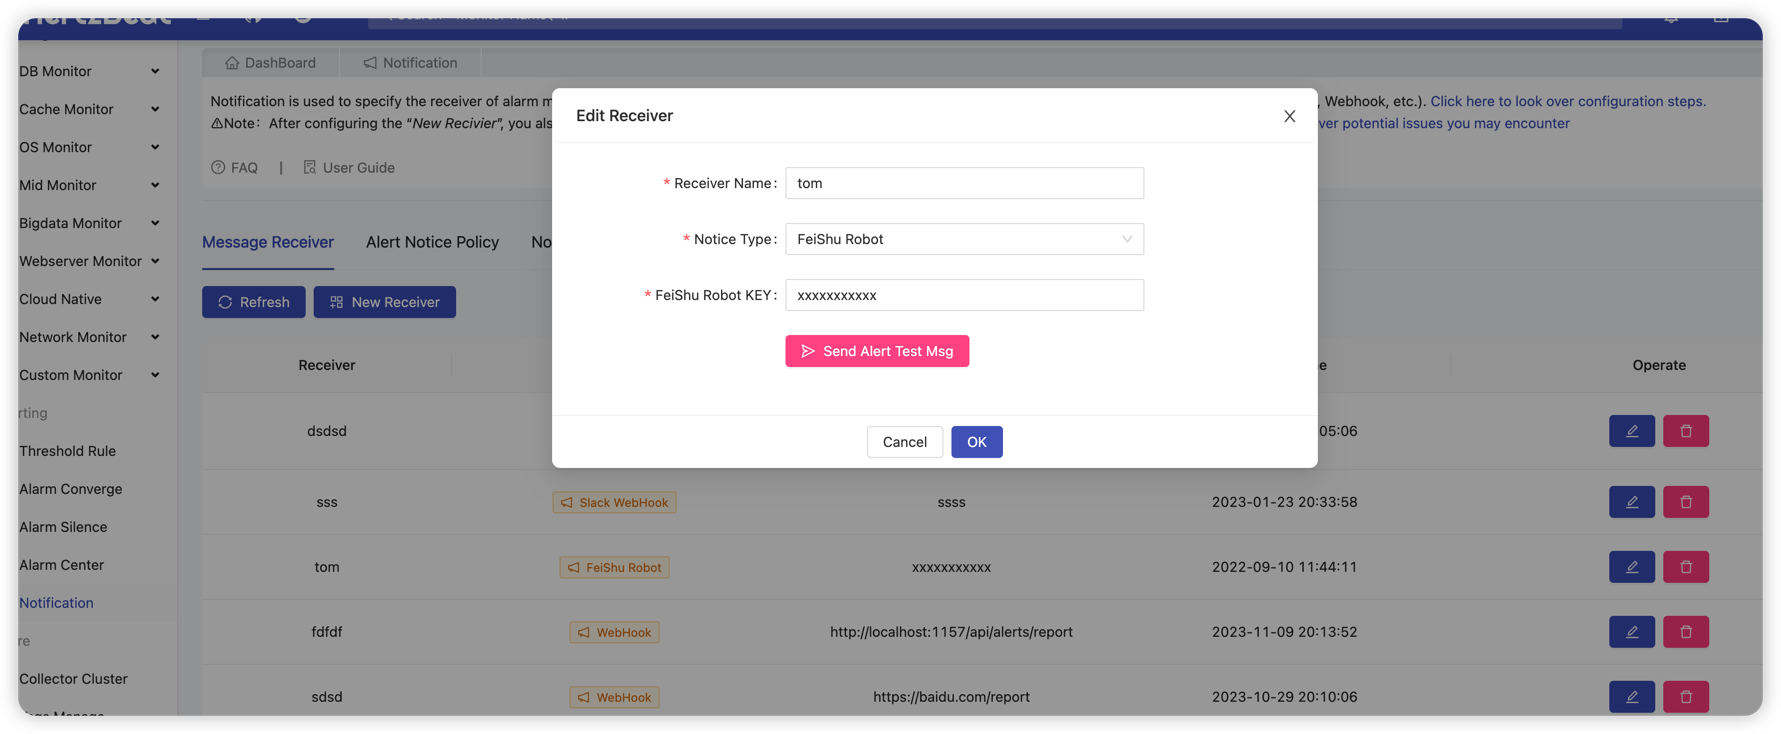 DashBoard
Notification
DB Monitor
Cache Monitor
OS Monitor
Mid Monitor
Bigdata Monitor
Webserver Monitor
Cloud Native
Network Monitor
Custom Monitor
rting
Threshold Rule
Alarm Converge
Alarm Silence
Alarm Center
Notification
re
Collector Cluster
Notification is used to specify the receiver of alarm m
, Webhook, etc.). Click here to look over configuration steps.
⚠Note： After configuring the "New Recivier", you als
ver potential issues you may encounter
FAQ | User Guide
Message Receiver
Alert Notice Policy
No
Refresh
New Receiver
Receiver
e
Operate
dsdsd
05:06
sss
Slack WebHook
ssss
2023-01-23 20:33:58
tom
FeiShu Robot
xxxxxxxxxxx
2022-09-10 11:44:11
fdfdf
WebHook
http://localhost:1157/api/alerts/report
2023-11-09 20:13:52
sdsd
WebHook
https://baidu.com/report
2023-10-29 20:10:06
Edit Receiver
* Receiver Name: tom
* Notice Type: FeiShu Robot
* FeiShu Robot KEY: xxxxxxxxxxx
Send Alert Test Msg
Cancel
OK